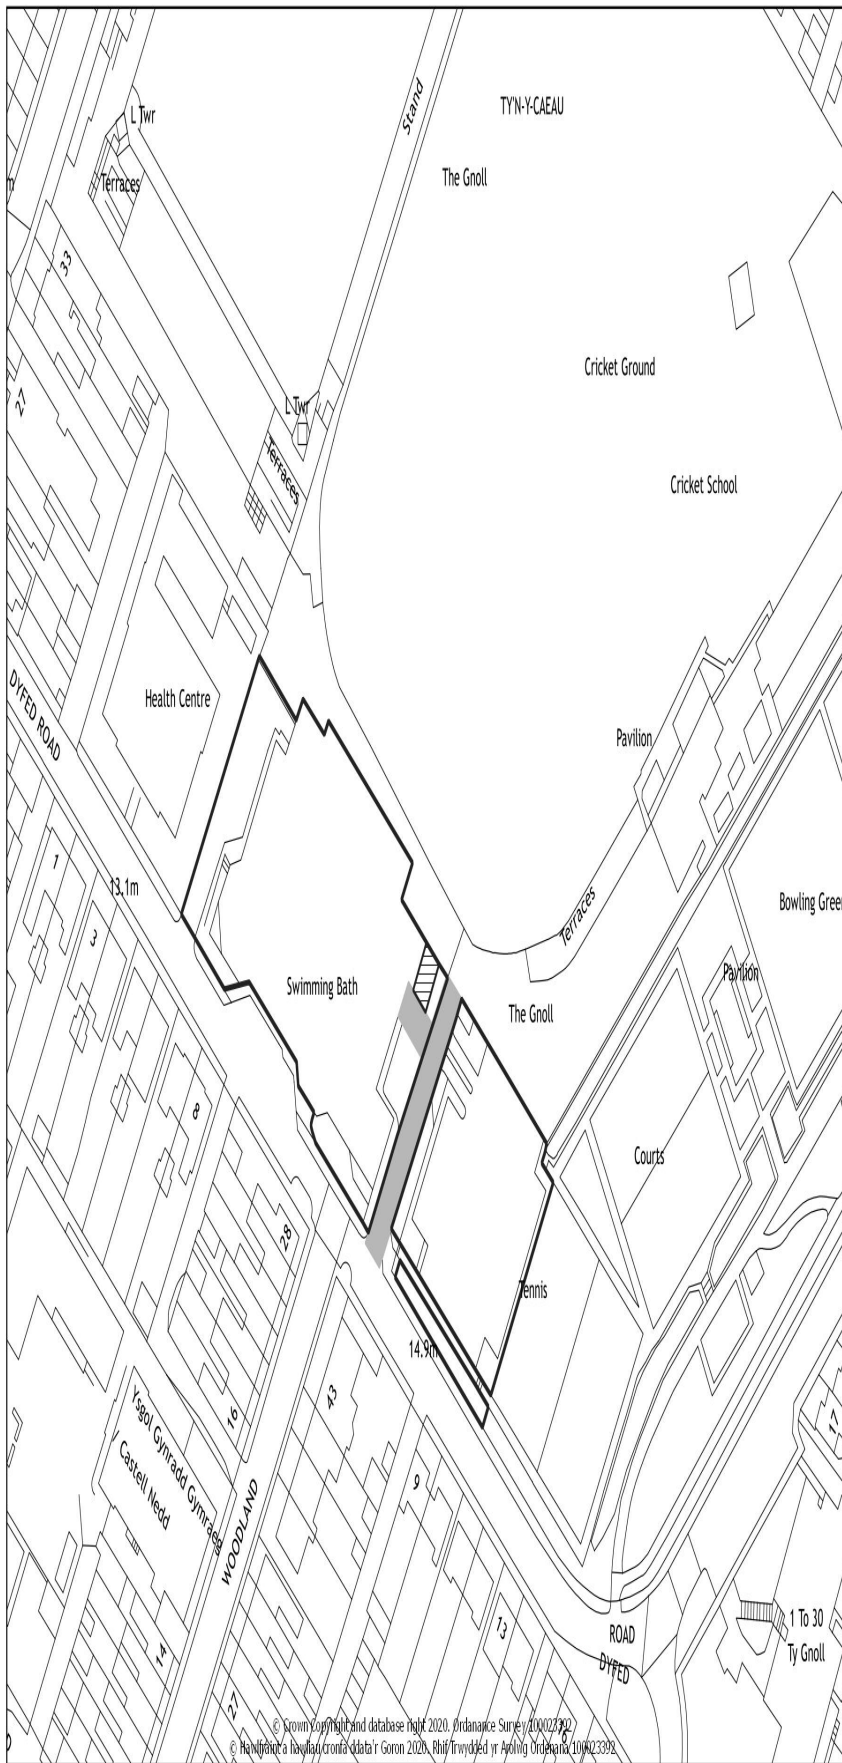 Stand
TY'N-Y-CAEAU
L Twr
The Gnoll
Terraces
33
Cricket Ground
27
L Twr
Terraces
Cricket School
Health Centre
DYFED ROAD
Pavilion
1
13.1m
Bowling Gree
3
Terraces
Pavilion
Swimming Bath
The Gnoll
8
Courts
28
Tennis
14.9m
43
16
17
Ysgol Gynradd Gymraeg
Castell Nedd
9
WOODLAND
1 To 30
Ty Gnoll
13
ROAD
DYFED
14
27
© Crown Copyright and database right 2020. Ordanance Survey 100023392
© Hawlfraint a hawliau cronfa ddata'r Goron 2020. Rhif Trwydded yr Arolwg Ordenana 100023392